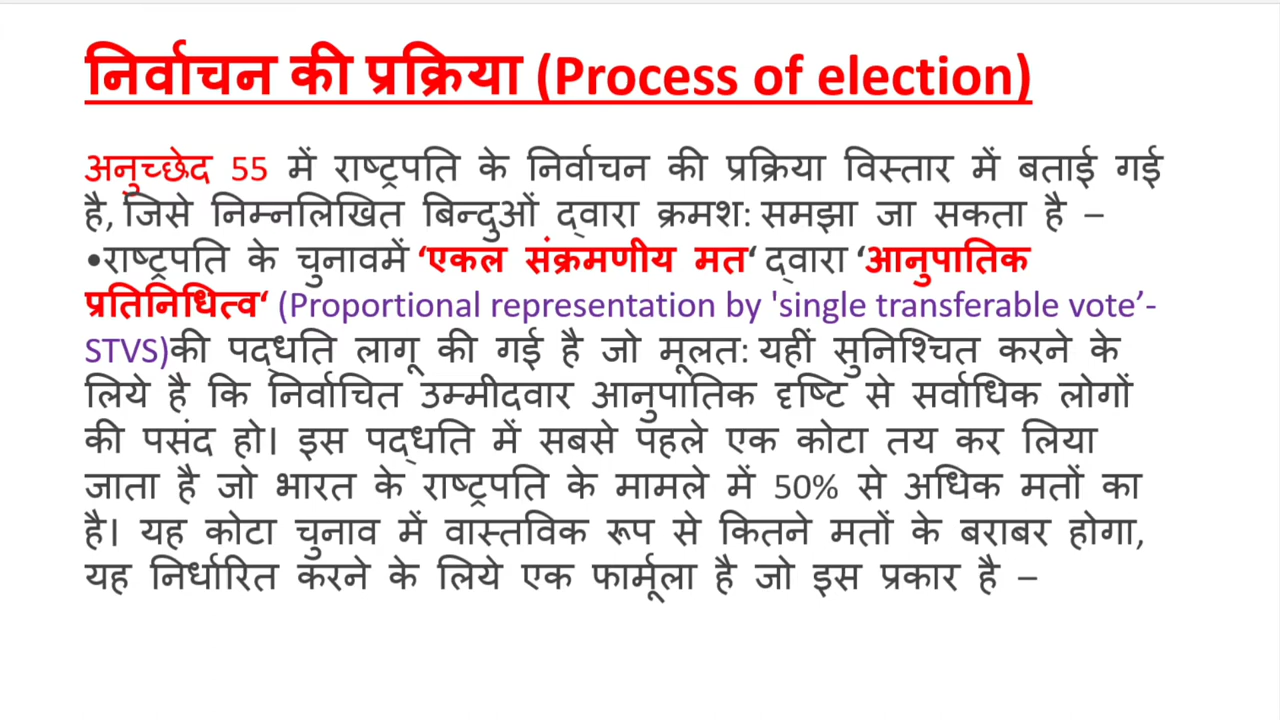 निर्वाचन की प्रक्रिया (Process of election)
अनुच्छेद 55 में राष्ट्रपति के निर्वाचन की प्रक्रिया विस्तार में बताई गई
है, जिसे निम्नलिखित बिन्दुओं द्वारा क्रमश: समझा जा सकता है –
•राष्ट्रपति के चुनावमें ‘एकल संक्रमणीय मत‘ द्वारा ‘आनुपातिक
प्रतिनिधित्व‘ (Proportional representation by 'single transferable vote’-
STVS)की पद्धति लागू की गई है जो मूलत: यहीं सुनिश्चित करने के
लिये है कि निर्वाचित उम्मीदवार आनुपातिक दृष्टि से सर्वाधिक लोगों
की पसंद हो। इस पद्धति में सबसे पहले एक कोटा तय कर लिया
जाता है जो भारत के राष्ट्रपति के मामले में 50% से अधिक मतों का
है। यह कोटा चुनाव में वास्तविक रूप से कितने मतों के बराबर होगा,
यह निर्धारित करने के लिये एक फार्मूला है जो इस प्रकार है –